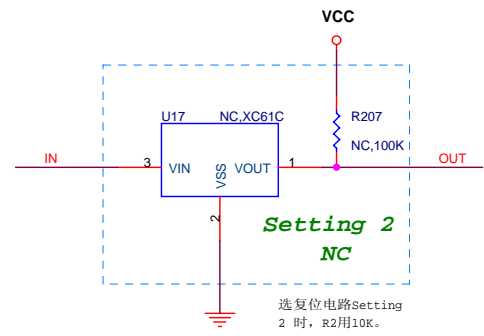 VCC
U17 NC,XC61C
R207
NC,100K
IN 3 VIN VSS VOUT 1 OUT
2
Setting 2
NC
选复位电路Setting
2 时, R2用10K。